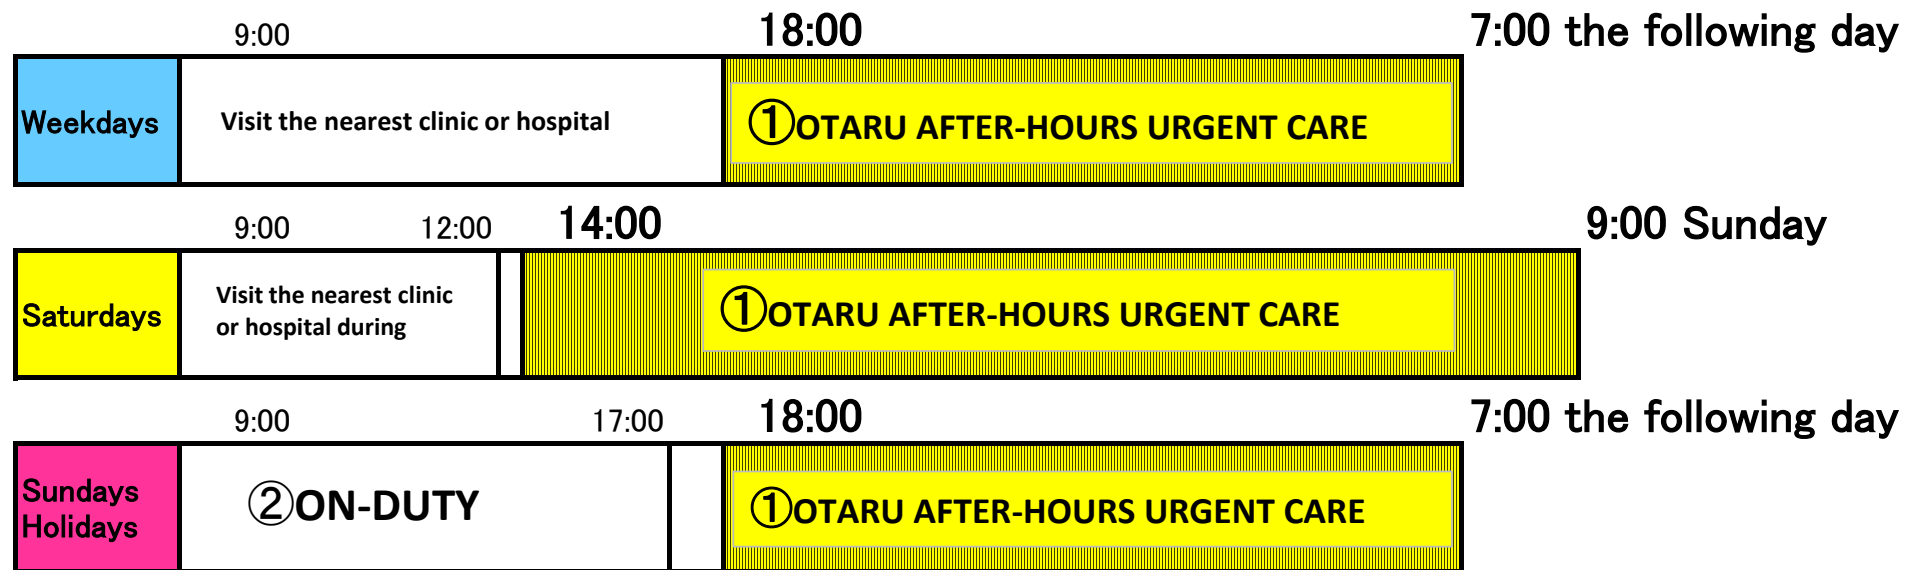 9:00 18:00 7:00 the following day
Weekdays Visit the nearest clinic or hospital ①OTARU AFTER-HOURS URGENT CARE
9:00 12:00 14:00 9:00 Sunday
Saturdays Visit the nearest clinic
or hospital during ①OTARU AFTER-HOURS URGENT CARE
9:00 17:00 18:00 7:00 the following day
Sundays
Holidays ②ON-DUTY ①OTARU AFTER-HOURS URGENT CARE